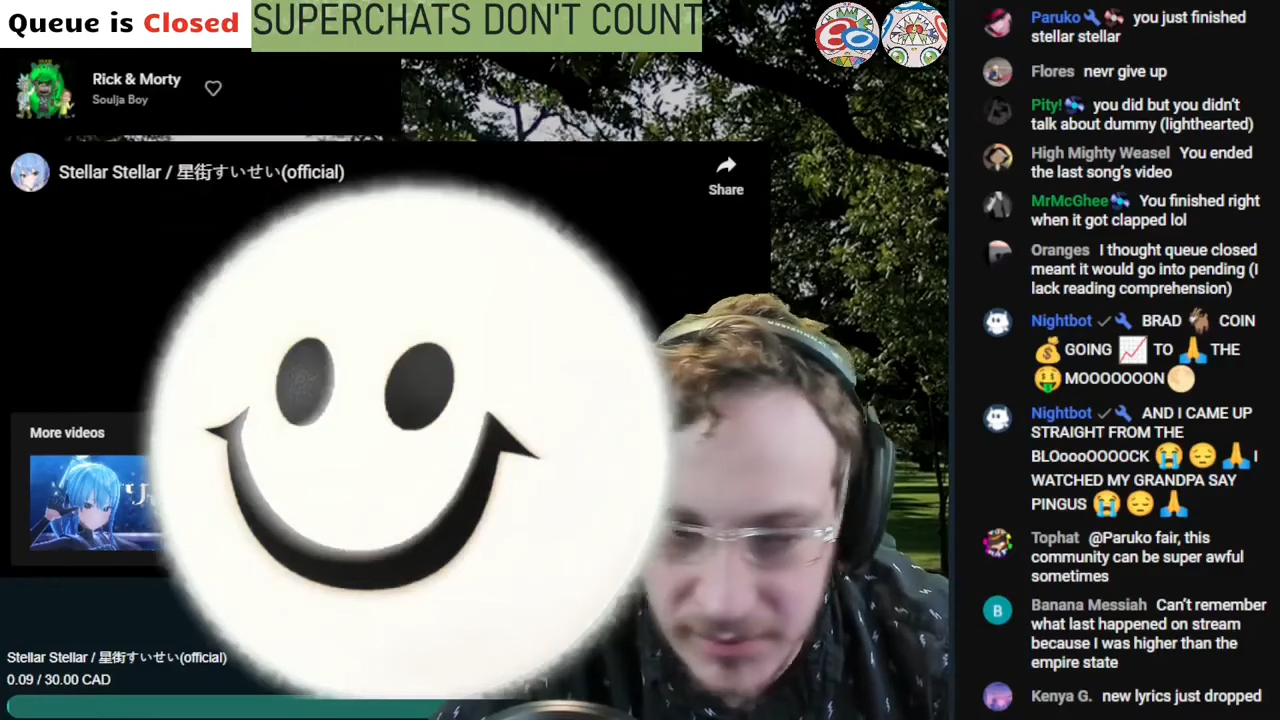 Queue is Closed
SUPERCHATS DON'T COUNT
Rick & Morty
Soulja Boy
Stellar Stellar / 星街すいせい(official)
Share
More videos
Stellar Stellar / 星街すいせい(official)
0.09 / 30.00 CAD
Paruko you just finished
stellar stellar
Flores nevr give up
Pity! you did but you didn't
talk about dummy (lighthearted)
High Mighty Weasel You ended
the last song's video
MrMcGhee You finished right
when it got clapped lol
Oranges I thought queue closed
meant it would go into pending (I
lack reading comprehension)
Nightbot BRAD 🐐 COIN
💰 GOING 📈 TO 🙏 THE
🤑 MOOOOOOON 🌕
Nightbot AND I CAME UP
STRAIGHT FROM THE
BLOoooOOOOCK 😭 😔 🙏 I
WATCHED MY GRANDPA SAY
PINGUS 😭 😔 🙏
Tophat @Paruko fair, this
community can be super awful
sometimes
B Banana Messiah Can't remember
what last happened on stream
because I was higher than the
empire state
Kenya G. new lyrics just dropped